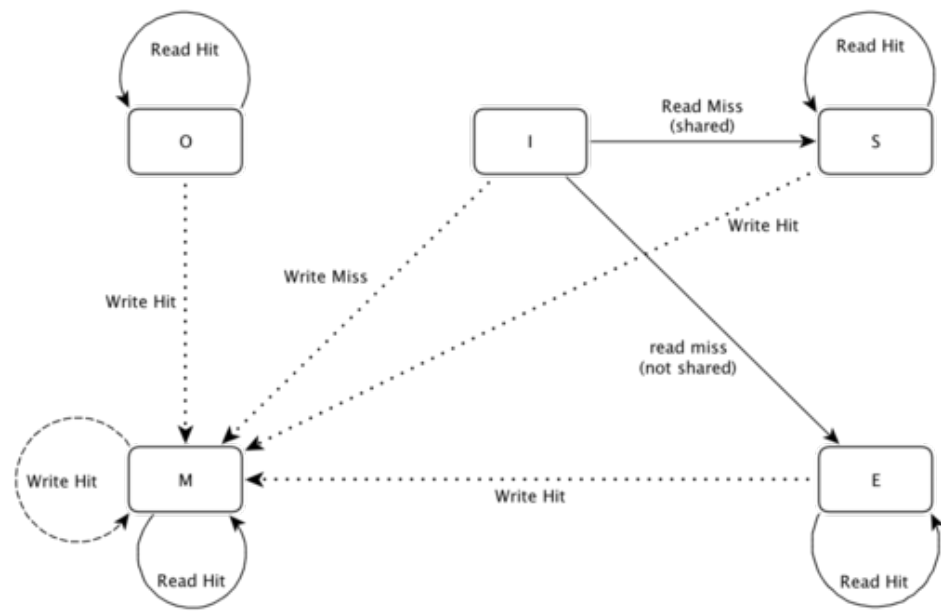 Read Hit
Read Hit
O
I
Read Miss
(shared)
S
Write Hit
Write Miss
Write Hit
read miss
(not shared)
Write Hit
M
E
Write Hit
Read Hit
Read Hit